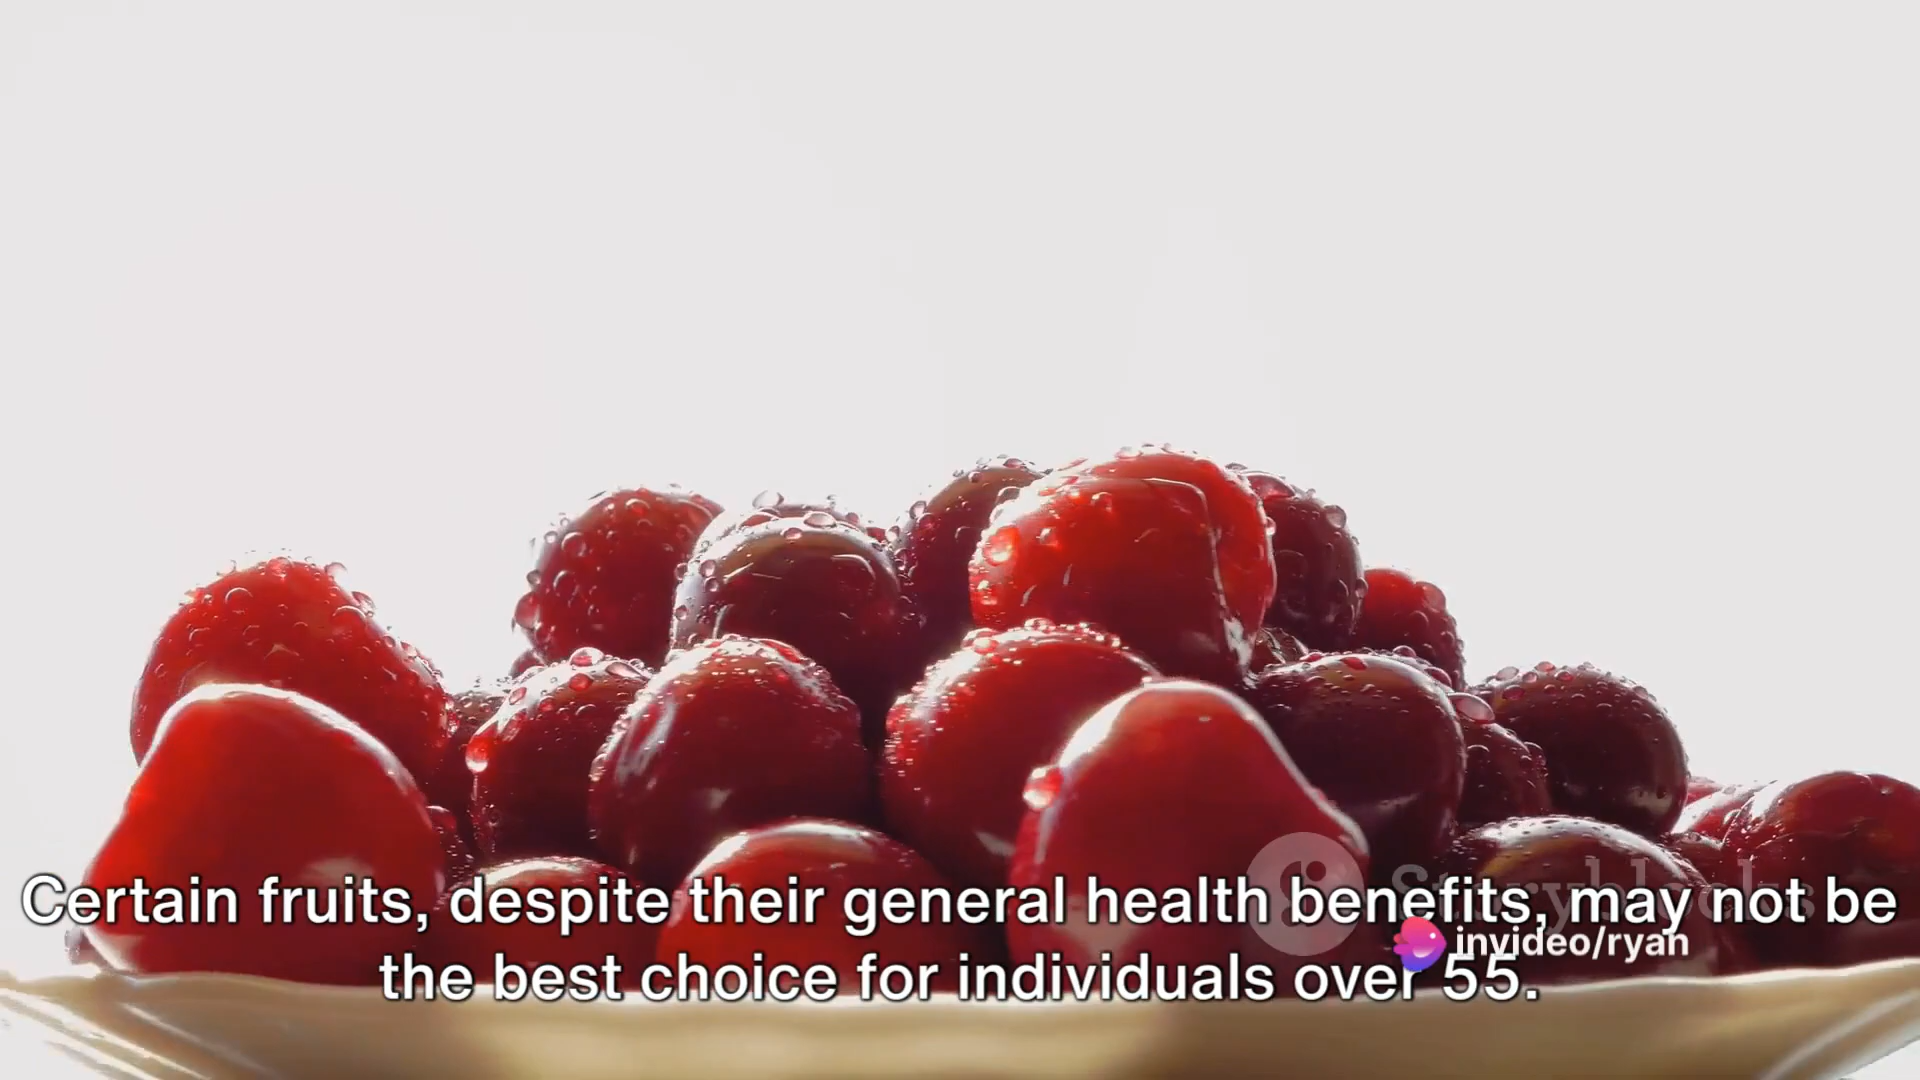 Certain fruits, despite their general health benefits, may not be
the best choice for individuals over 55.
Storyblocks
invideo/ryan